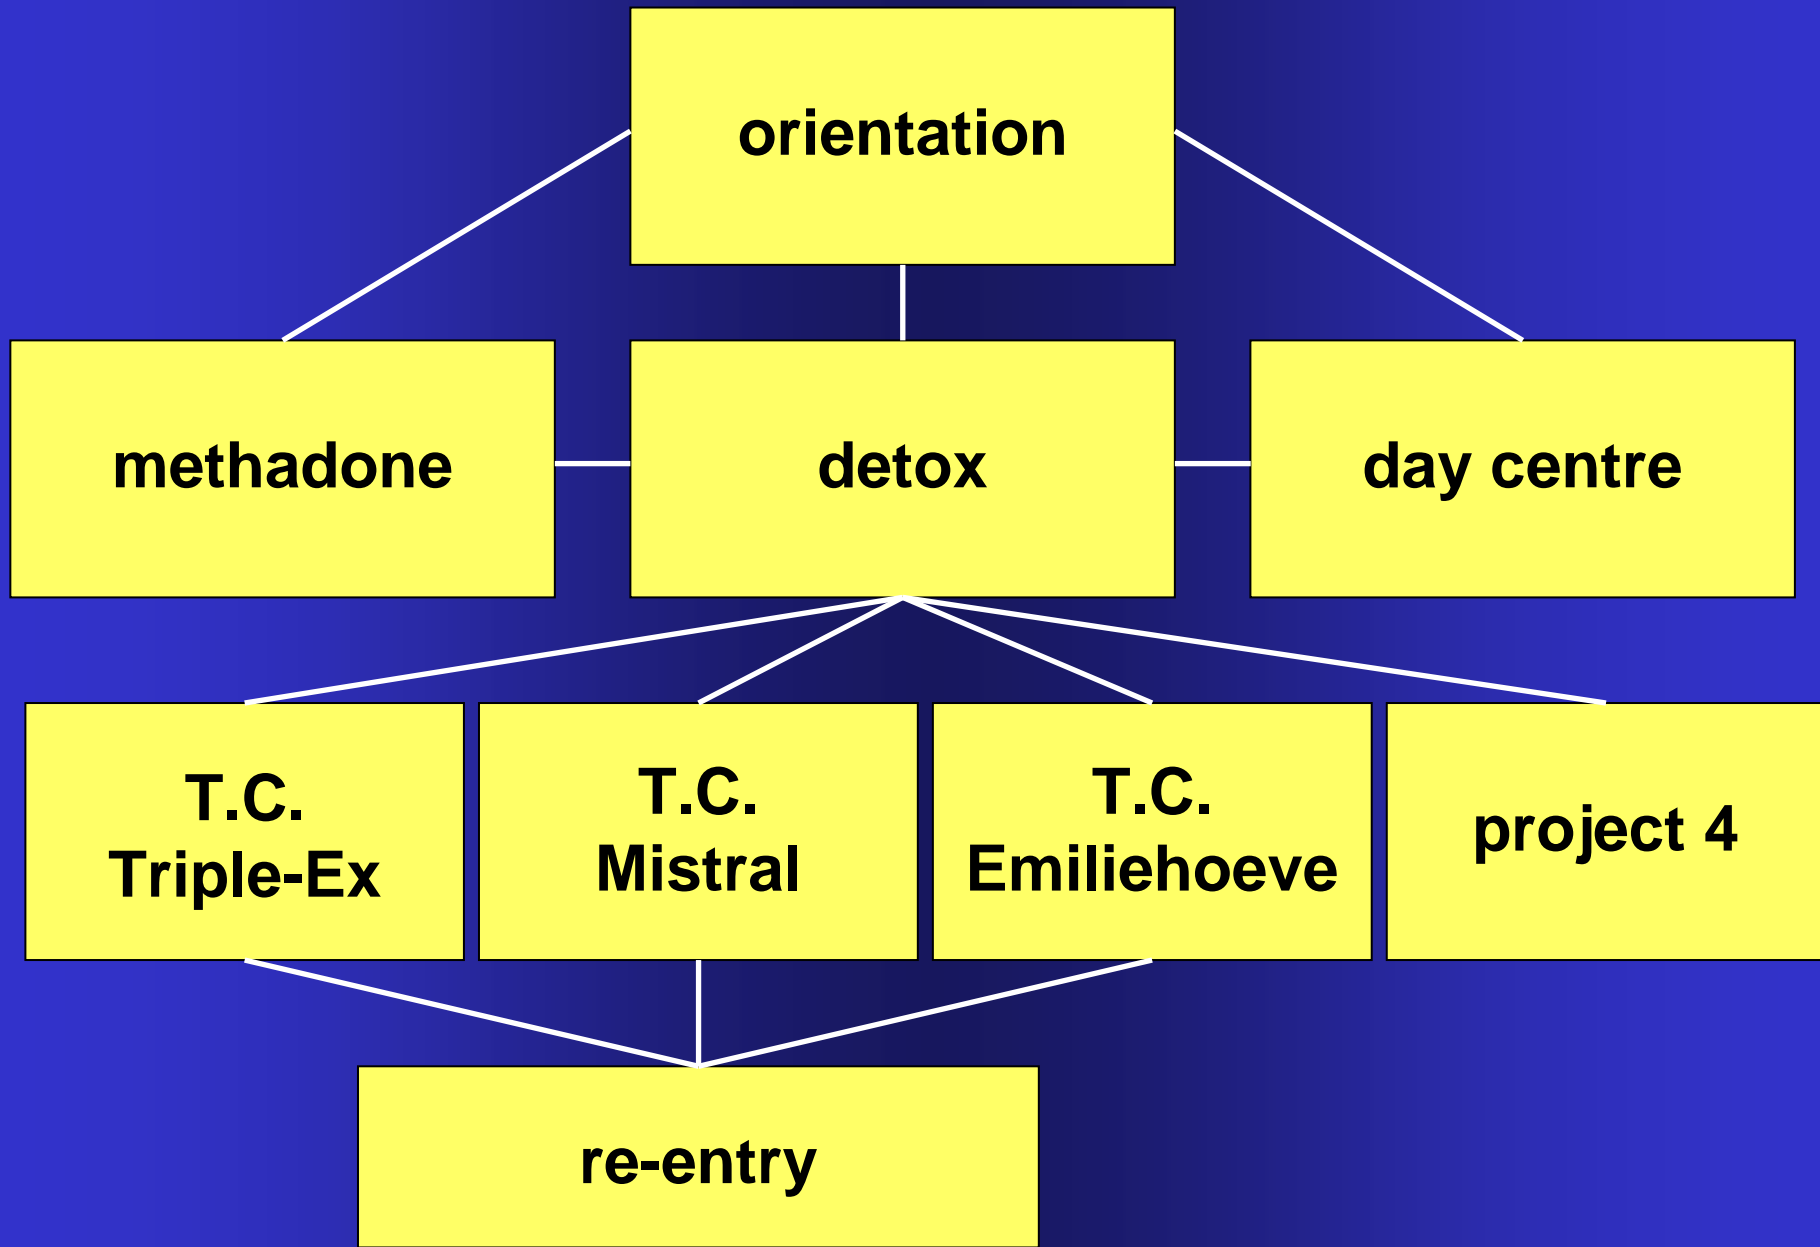 orientation
methadone
detox
day centre
T.C.
Triple-Ex
T.C.
Mistral
T.C.
Emiliehoeve
project 4
re-entry